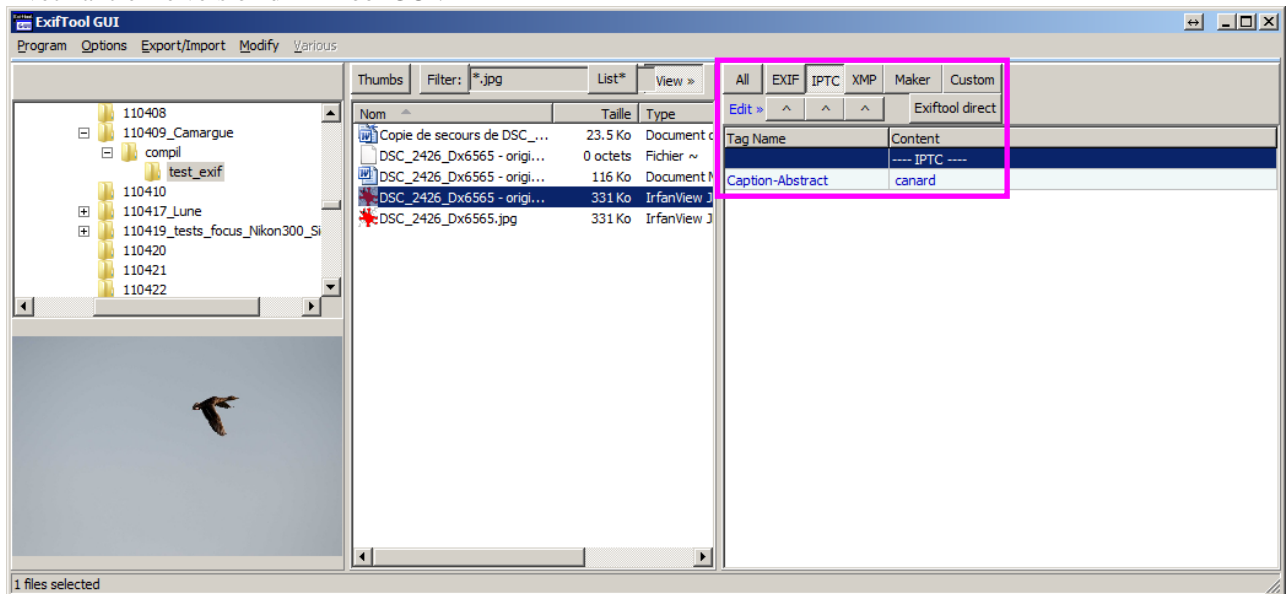 ExifTool GUI
Program Options Export/Import Modify Various
Thumbs Filter: *.jpg List* View »
All EXIF IPTC XMP Maker Custom
Edit » ^ ^ ^ Exiftool direct
110408
110409_Camargue
compil
test_exif
110410
110417_Lune
110419_tests_focus_Nikon300_Si
110420
110421
110422
Nom Taille Type
Copie de secours de DSC_... 23.5 Ko Document
DSC_2426_Dx6565 - origi... 0 octets Fichier ~
DSC_2426_Dx6565 - origi... 116 Ko Document
DSC_2426_Dx6565 - origi... 331 Ko IrfanView J
DSC_2426_Dx6565.jpg 331 Ko IrfanView J
Tag Name Content
---- IPTC ----
Caption-Abstract canard
1 files selected